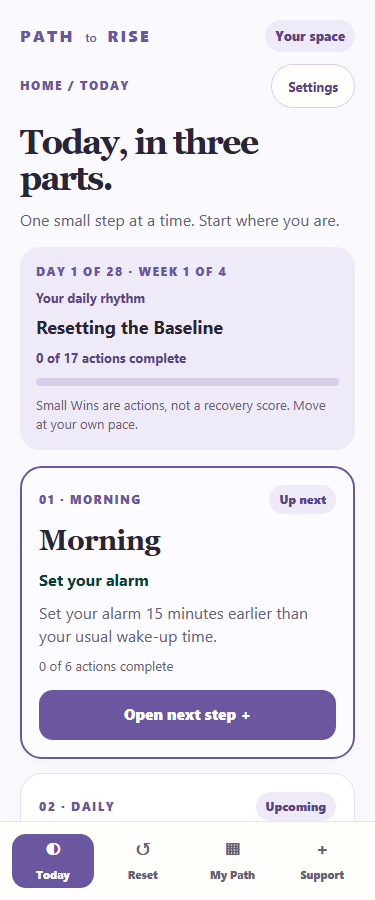 PATH to RISE
Your space
HOME / TODAY
Settings
Today, in three
parts.
One small step at a time. Start where you are.
DAY 1 OF 28 · WEEK 1 OF 4
Your daily rhythm
Resetting the Baseline
0 of 17 actions complete
Small Wins are actions, not a recovery score. Move
at your own pace.
01 · MORNING
Up next
Morning
Set your alarm
Set your alarm 15 minutes earlier than
your usual wake-up time.
0 of 6 actions complete
Open next step +
02 · DAILY
Upcoming
Today
Reset
My Path
+
Support